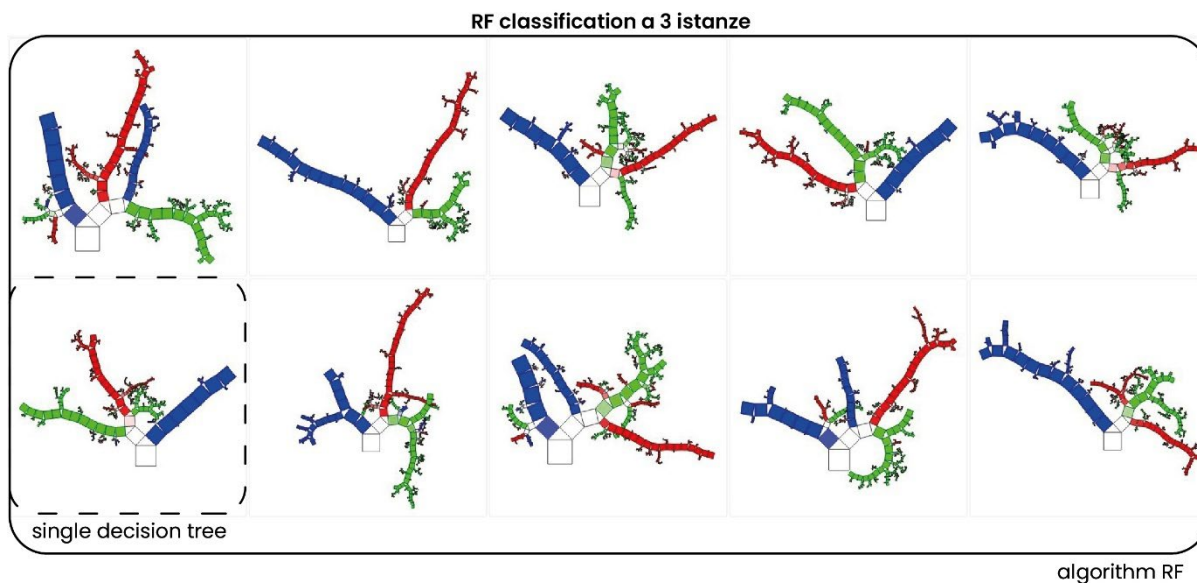 RF classification a 3 istanze
single decision tree
algorithm RF